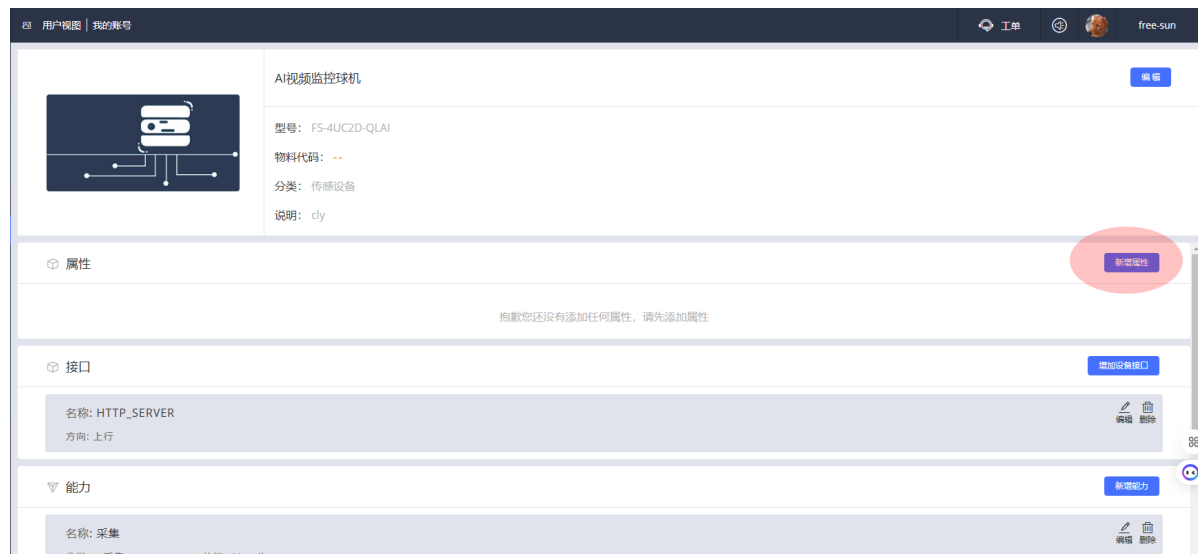 用户视图 | 我的账号
工单
free-sun
AI视频监控球机
编 辑
型号: FS-4UC2D-QLAI
物料代码: --
分类: 传感设备
说明: cly
属性
新增属性
抱歉您还没有添加任何属性，请先添加属性
接口
增加设备接口
名称: HTTP_SERVER
编辑 删除
方向: 上行
能力
新增能力
名称: 采集
编辑 删除